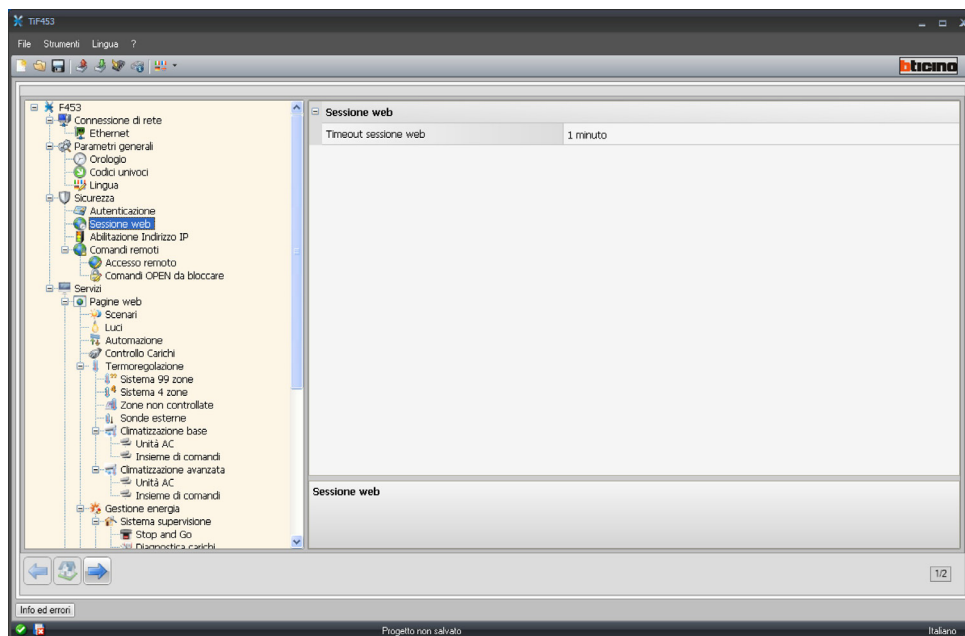 TiF453
File Strumenti Lingua ?
bticino
F453
Connessione di rete
Ethernet
Parametri generali
Orologio
Codici univoci
Lingua
Sicurezza
Autenticazione
Sessione web
Abilitazione Indirizzo IP
Comandi remoti
Accesso remoto
Comandi OPEN da bloccare
Servizi
Pagine web
Scenari
Luci
Automazione
Controllo Carichi
Termoregolazione
Sistema 99 zone
Sistema 4 zone
Zone non controllate
Sonde esterne
Climatizzazione base
Unità AC
Insieme di comandi
Climatizzazione avanzata
Unità AC
Insieme di comandi
Gestione energia
Sistema supervisione
Stop and Go
Diagnostica carichi
Sessione web
Timeout sessione web 1 minuto
Sessione web
1/2
Info ed errori
Progetto non salvato Italiano